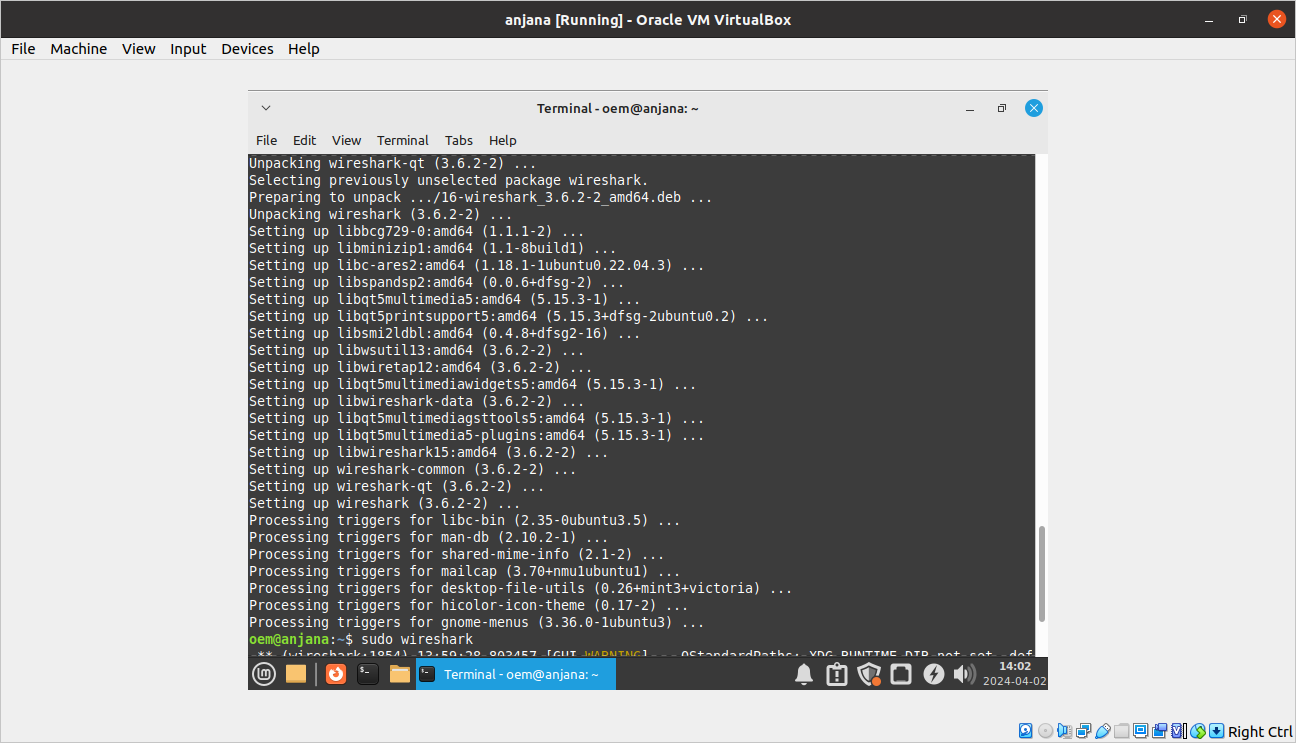 anjana [Running] - Oracle VM VirtualBox
File Machine View Input Devices Help
Terminal - oem@anjana: ~
File Edit View Terminal Tabs Help
Unpacking wireshark-qt (3.6.2-2) ...
Selecting previously unselected package wireshark.
Preparing to unpack .../16-wireshark_3.6.2-2_amd64.deb ...
Unpacking wireshark (3.6.2-2) ...
Setting up libbcg729-0:amd64 (1.1.1-2) ...
Setting up libminizip1:amd64 (1.1-8build1) ...
Setting up libc-ares2:amd64 (1.18.1-1ubuntu0.22.04.3) ...
Setting up libspandsp2:amd64 (0.0.6+dfsg-2) ...
Setting up libqt5multimedia5:amd64 (5.15.3-1) ...
Setting up libqt5printsupport5:amd64 (5.15.3+dfsg-2ubuntu0.2) ...
Setting up libsmi2ldbl:amd64 (0.4.8+dfsg2-16) ...
Setting up libwsutil13:amd64 (3.6.2-2) ...
Setting up libwiretap12:amd64 (3.6.2-2) ...
Setting up libqt5multimediawidgets5:amd64 (5.15.3-1) ...
Setting up libwireshark-data (3.6.2-2) ...
Setting up libqt5multimediagsttools5:amd64 (5.15.3-1) ...
Setting up libqt5multimedia5-plugins:amd64 (5.15.3-1) ...
Setting up libwireshark15:amd64 (3.6.2-2) ...
Setting up wireshark-common (3.6.2-2) ...
Setting up wireshark-qt (3.6.2-2) ...
Setting up wireshark (3.6.2-2) ...
Processing triggers for libc-bin (2.35-0ubuntu3.5) ...
Processing triggers for man-db (2.10.2-1) ...
Processing triggers for shared-mime-info (2.1-2) ...
Processing triggers for mailcap (3.70+nmu1ubuntu1) ...
Processing triggers for desktop-file-utils (0.26+mint3+victoria) ...
Processing triggers for hicolor-icon-theme (0.17-2) ...
Processing triggers for gnome-menus (3.36.0-1ubuntu3) ...
oem@anjana:~$ sudo wireshark
** (wireshark:1854) 13:59:28.803457 [GUI WARNING] -- QStandardPaths: XDG_RUNTIME_DIR not set, def
Terminal - oem@anjana: ~
14:02
2024-04-02
Right Ctrl